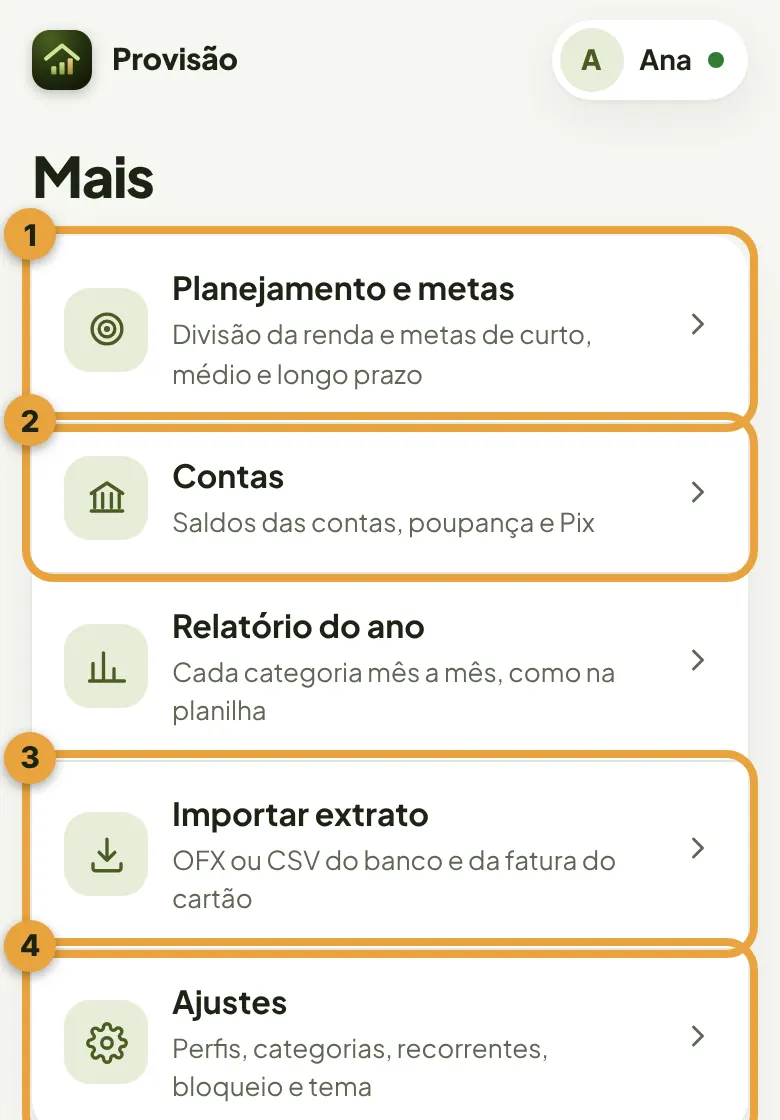 Provisão
A Ana
Mais
1
Planejamento e metas
Divisão da renda e metas de curto,
médio e longo prazo
2
Contas
Saldos das contas, poupança e Pix
Relatório do ano
Cada categoria mês a mês, como na
planilha
3
Importar extrato
OFX ou CSV do banco e da fatura do
cartão
4
Ajustes
Perfis, categorias, recorrentes,
bloqueio e tema